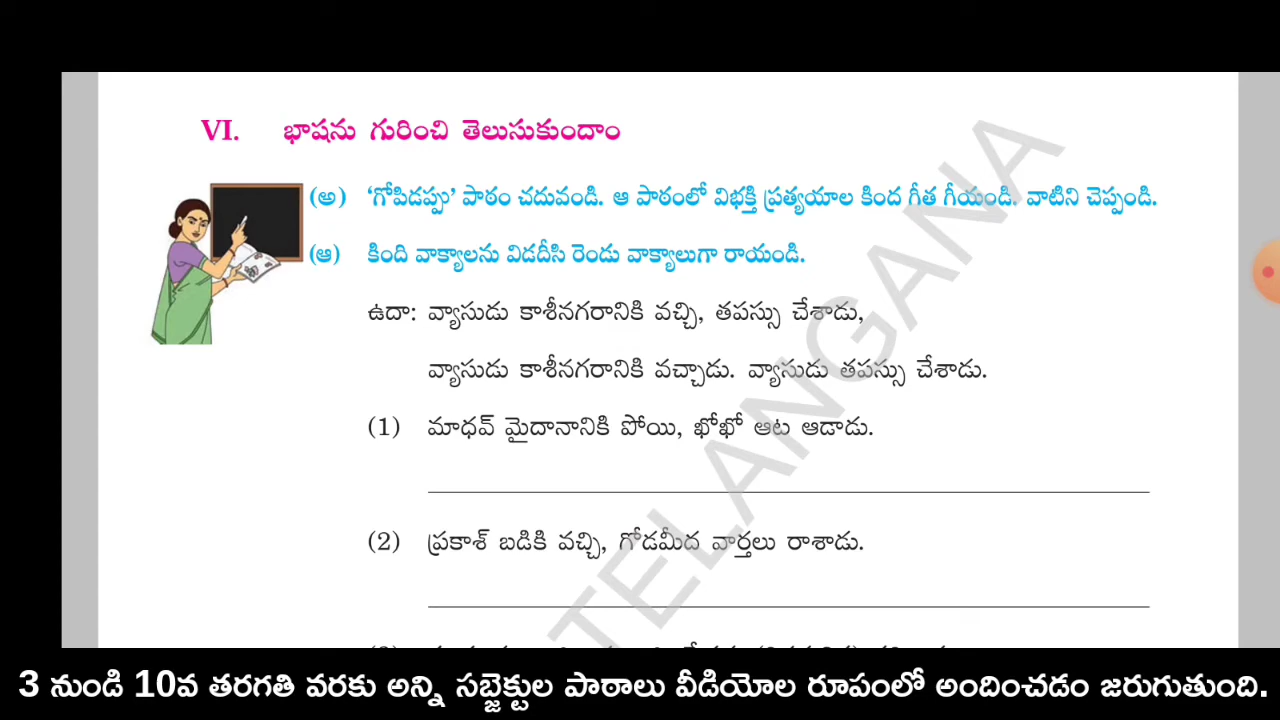 VI. భాషను గురించి తెలుసుకుందాం
(అ) ‘గోపిడప్పు’ పాఠం చదువండి. ఆ పాఠంలో విభక్తి ప్రత్యయాల కింద గీత గీయండి. వాటిని చెప్పండి.
(ఆ) కింది వాక్యాలను విడదీసి రెండు వాక్యాలుగా రాయండి.
ఉదా: వ్యాసుడు కాశీనగరానికి వచ్చి, తపస్సు చేశాడు,
వ్యాసుడు కాశీనగరానికి వచ్చాడు. వ్యాసుడు తపస్సు చేశాడు.
(1) మాధవ్ మైదానానికి పోయి, ఖోఖో ఆట ఆడాడు.
(2) ప్రకాశ్ బడికి వచ్చి, గోడమీద వార్తలు రాశాడు.
TELANGANA
3 నుండి 10వ తరగతి వరకు అన్ని సబ్జెక్టుల పాఠాలు వీడియోల రూపంలో అందించడం జరుగుతుంది.